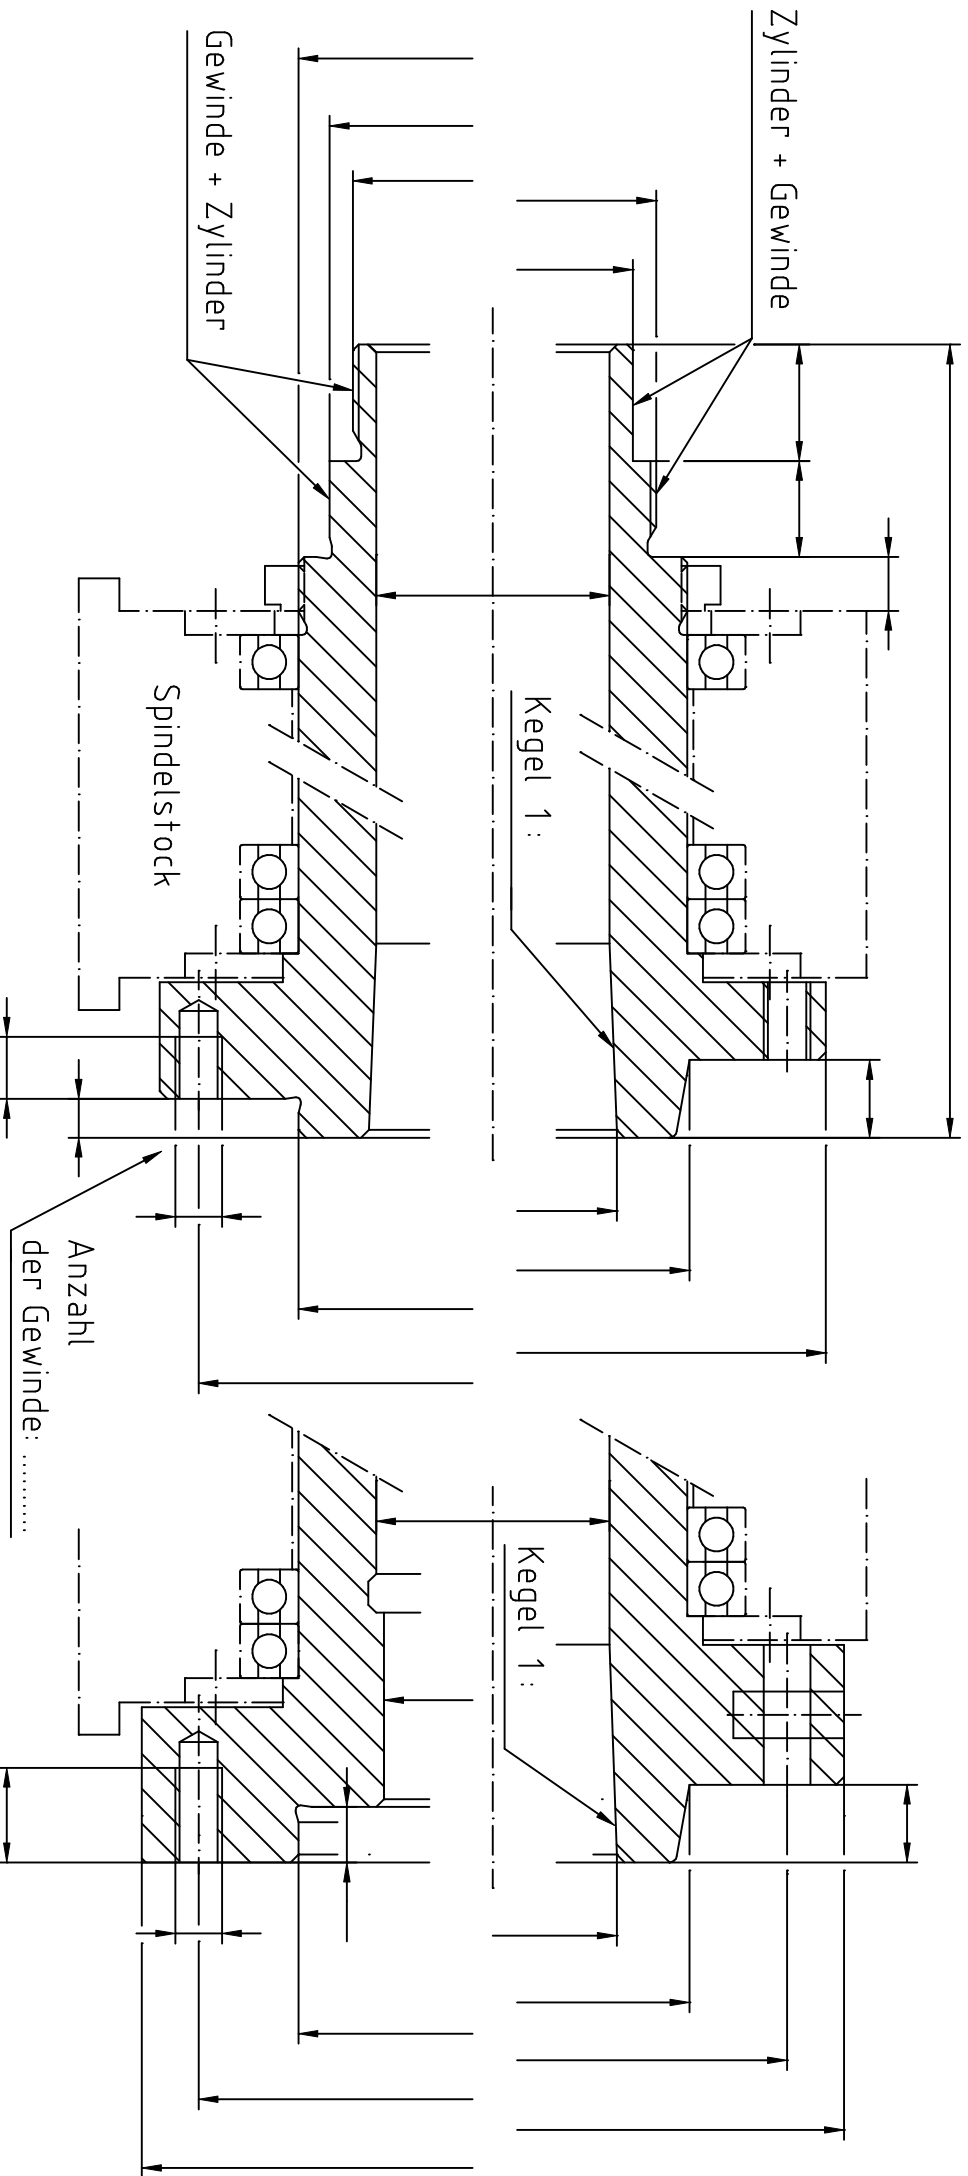 Zylinder + Gewinde
Gewinde + Zylinder
Kegel 1:
Spindelstock
Anzahl
der Gewinde: .........
Kegel 1: